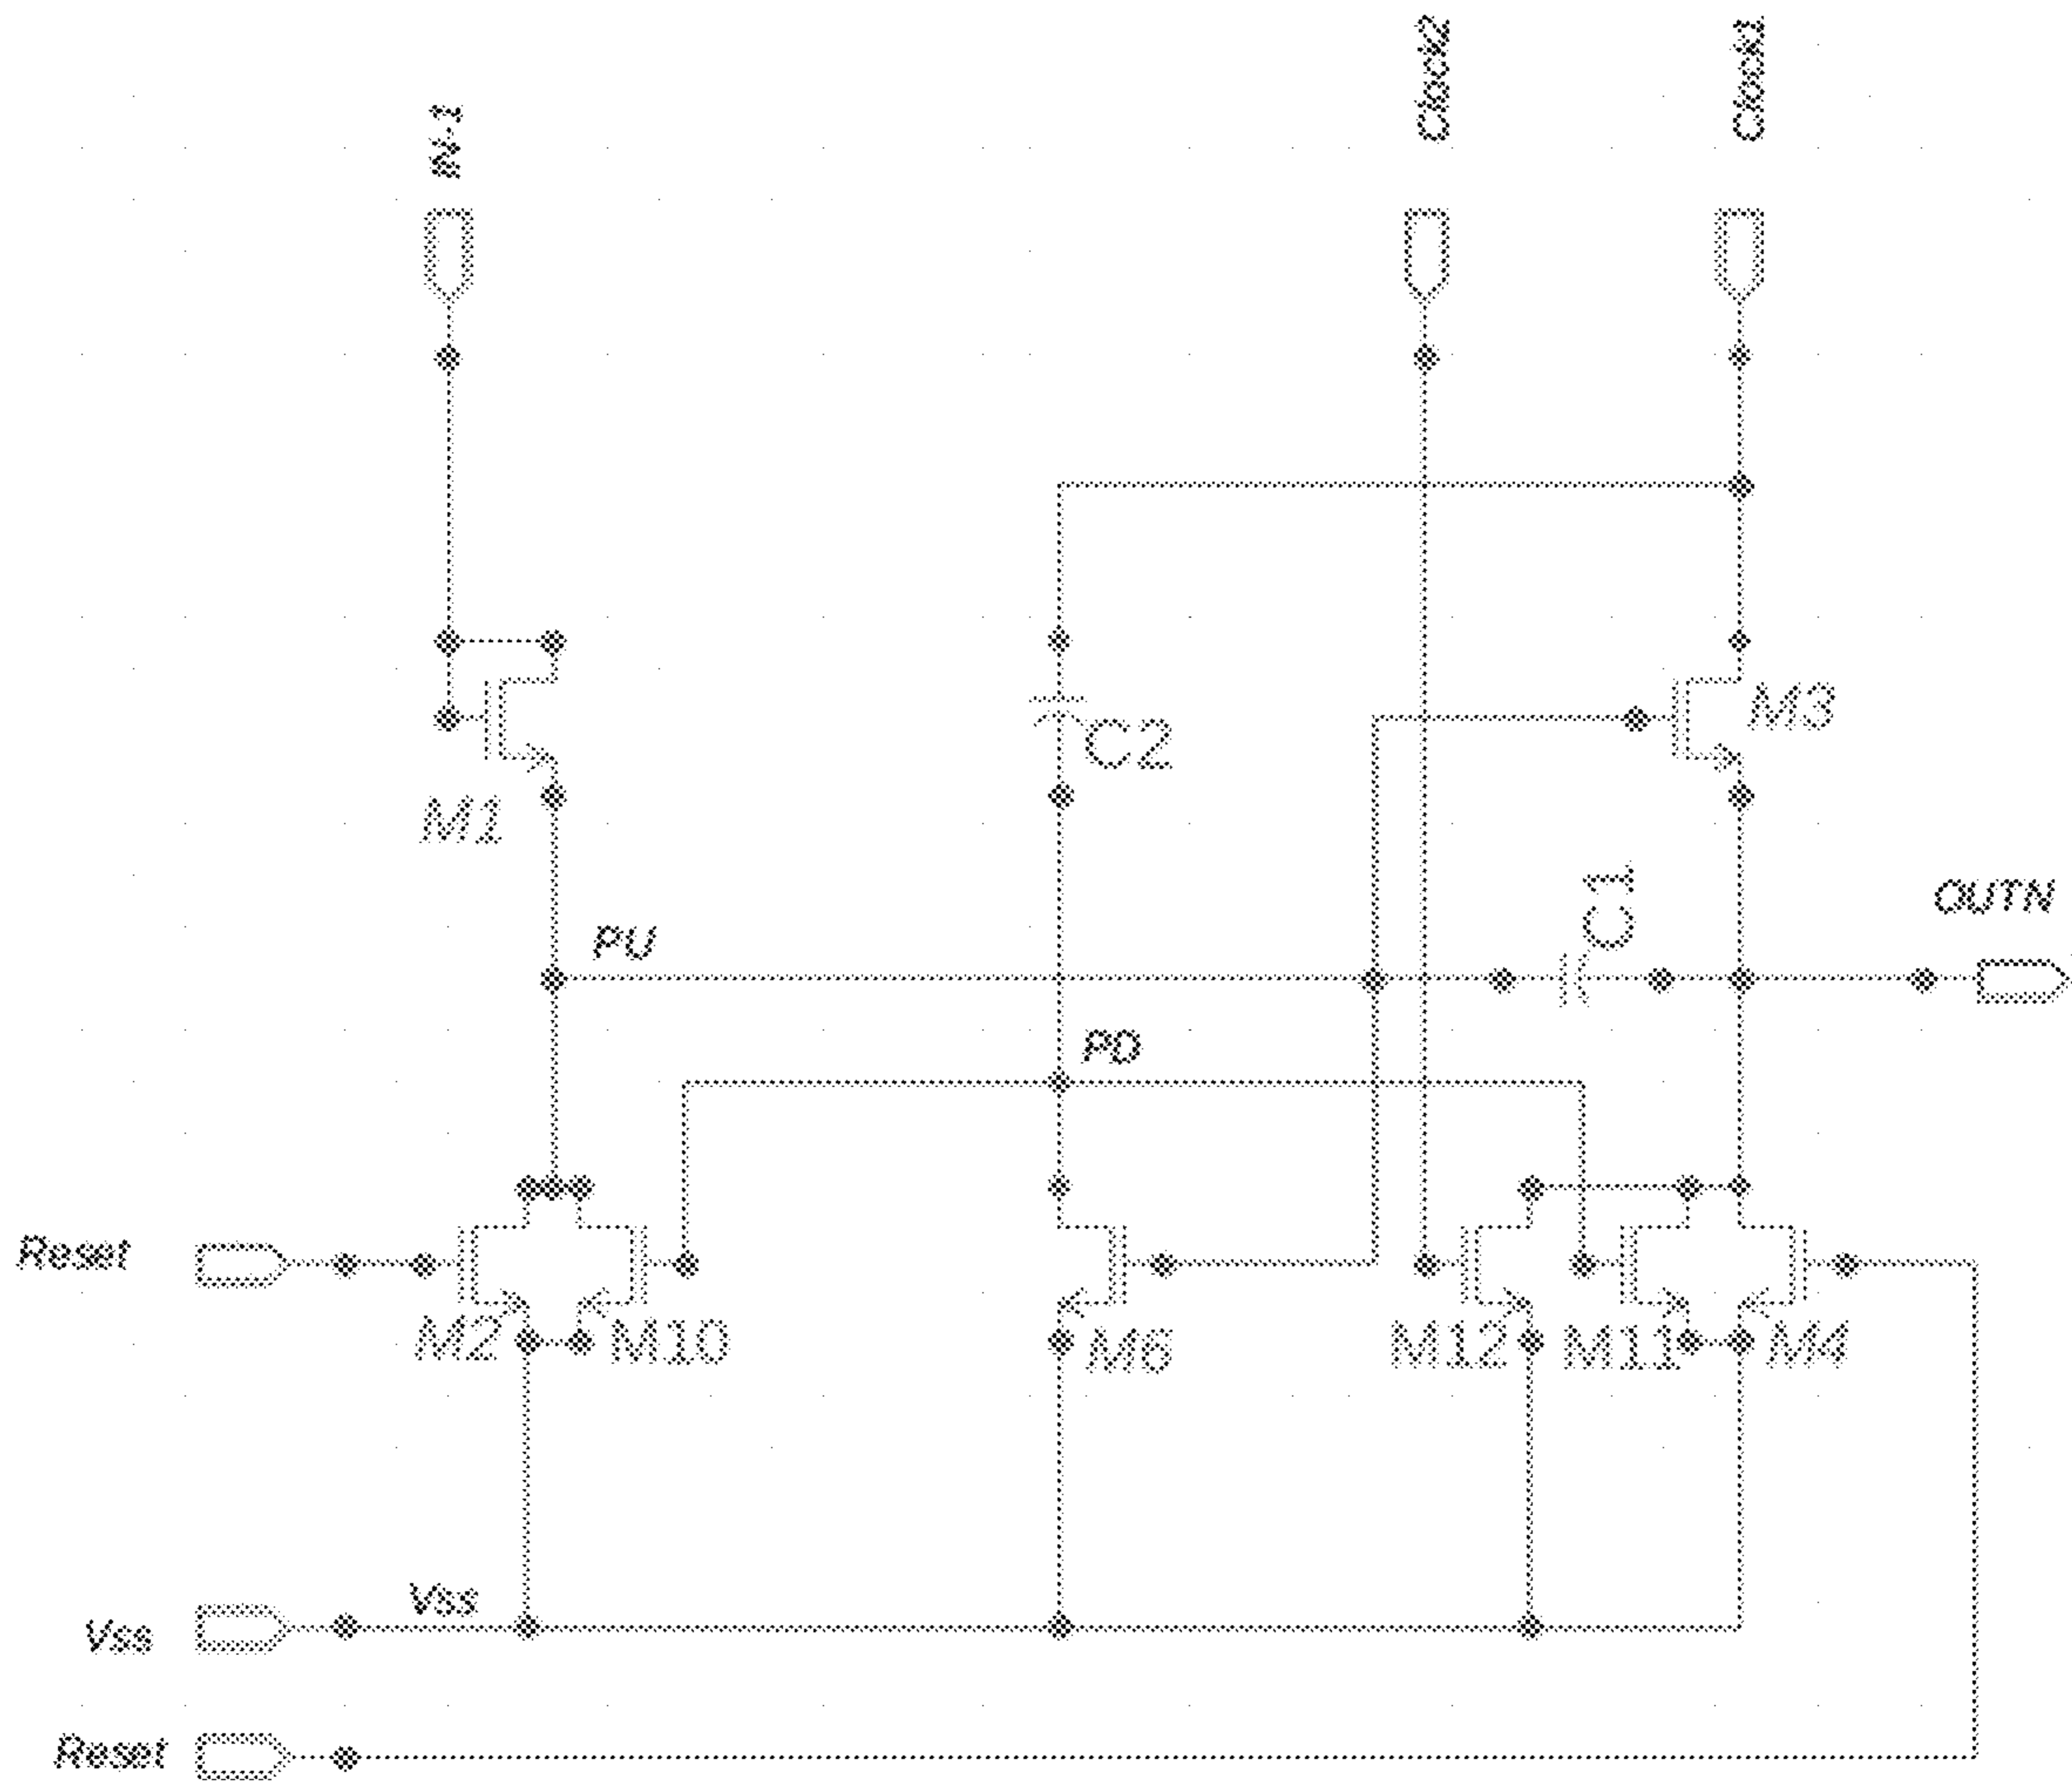 N-1
Clock2
Clock1
M3
C2
M1
C1
OUTN
PU
PD
Reset
M2
M10
M6
M12
M11
M4
Vss
Vss
Reset